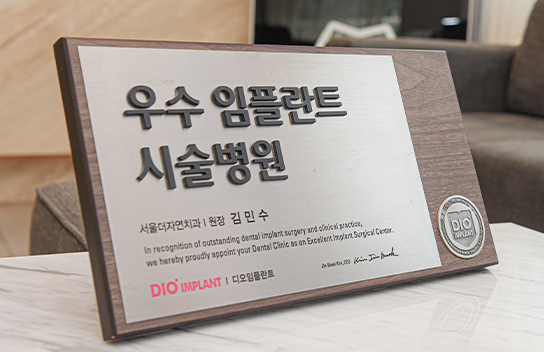 우수 임플란트
시술병원
서울더자연치과 | 원장 김민수
In recognition of outstanding dental implant surgery and clinical practice,
we hereby proudly appoint your Dental Clinic as an Excellent Implant Surgical Center.
DIO IMPLANT | 디오임플란트
DIO
IMPLANT